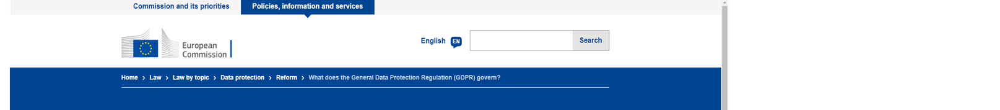 Commission and its priorities Policies, information and services
European
Commission
English EN Search
Home > Law > Law by topic > Data protection > Reform > What does the General Data Protection Regulation (GDPR) govern?